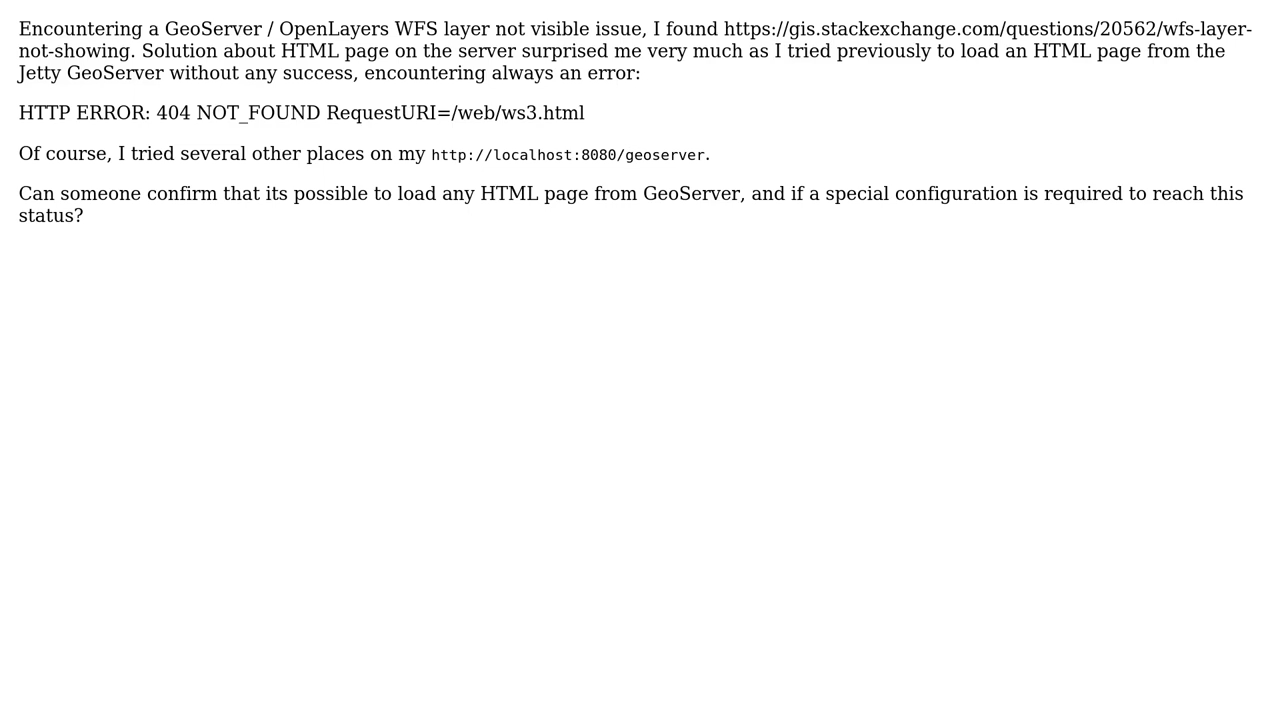 Encountering a GeoServer / OpenLayers WFS layer not visible issue, I found https://gis.stackexchange.com/questions/20562/wfs-layer-
not-showing. Solution about HTML page on the server surprised me very much as I tried previously to load an HTML page from the
Jetty GeoServer without any success, encountering always an error:
HTTP ERROR: 404 NOT_FOUND RequestURI=/web/ws3.html
Of course, I tried several other places on my http://localhost:8080/geoserver.
Can someone confirm that its possible to load any HTML page from GeoServer, and if a special configuration is required to reach this
status?